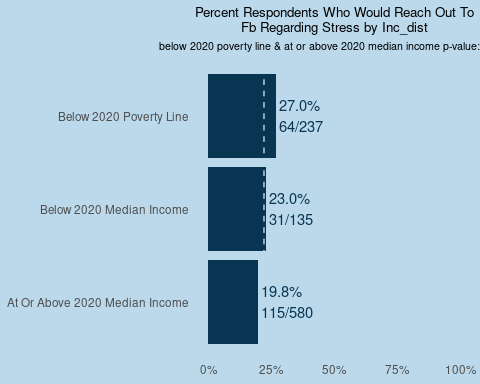 Percent Respondents Who Would Reach Out To
Fb Regarding Stress by Inc_dist
below 2020 poverty line & at or above 2020 median income p-value:
Below 2020 Poverty Line
27.0%
64/237
Below 2020 Median Income
23.0%
31/135
At Or Above 2020 Median Income
19.8%
115/580
0% 25% 50% 75% 100%